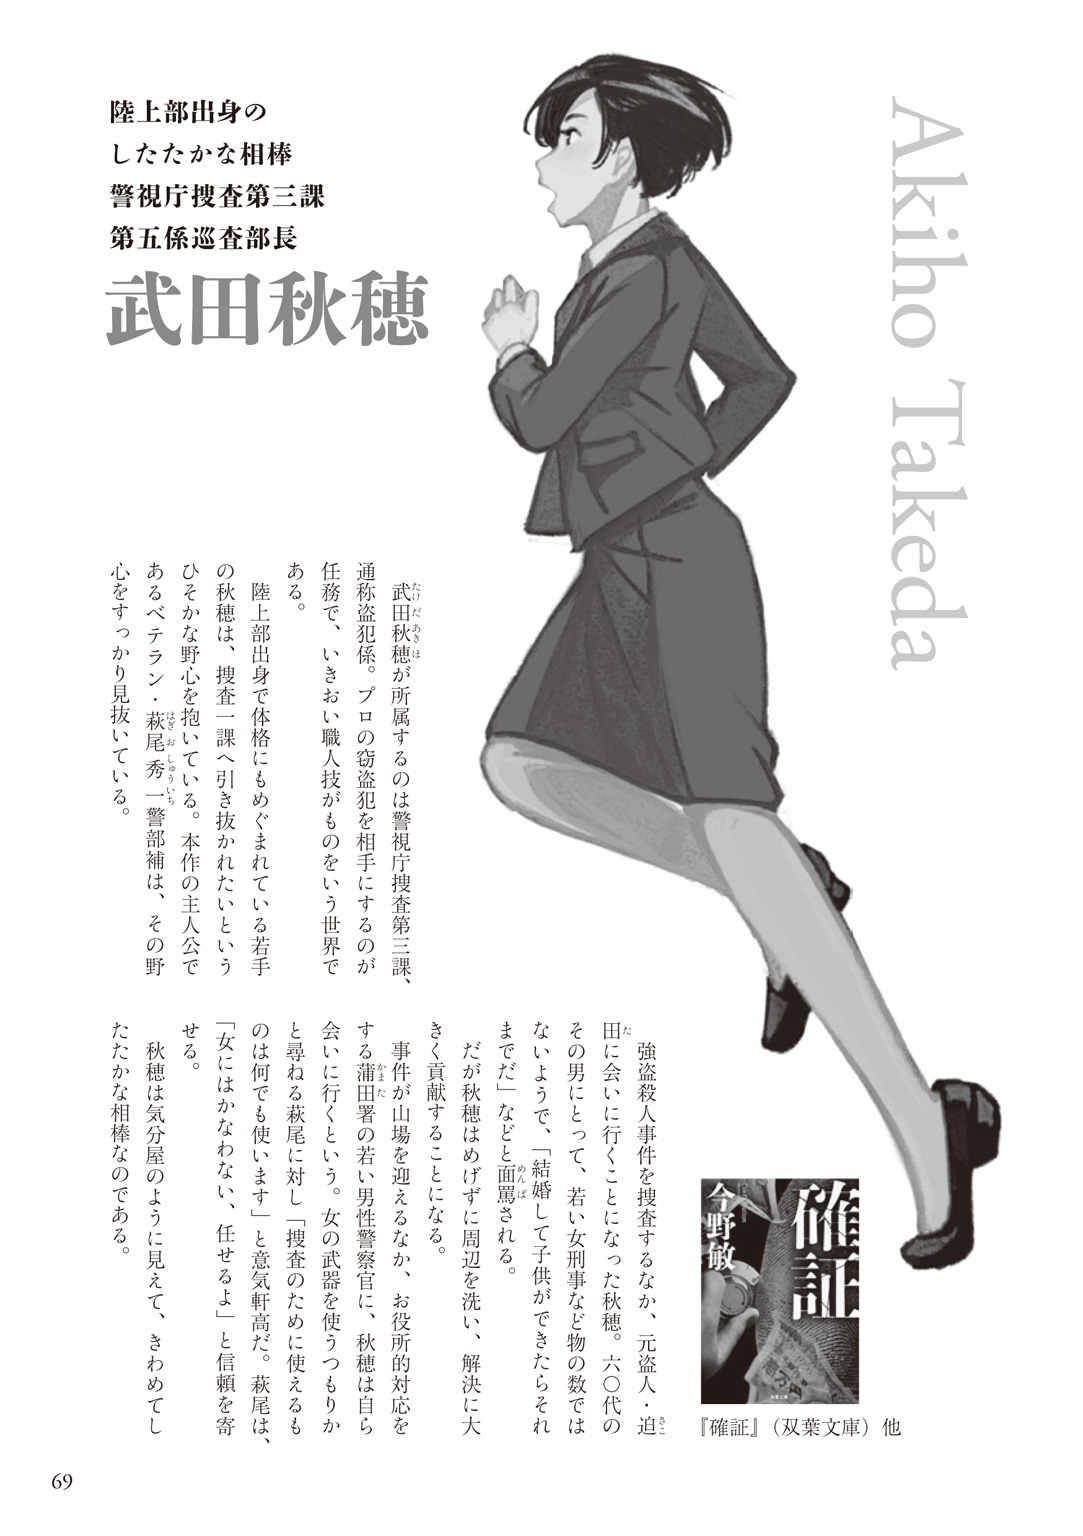 陸上部出身の
したたかな相棒
警視庁捜査第三課
第五係巡査部長
武田秋穂
Akiho Takeda
武田秋穂が所属するのは警視庁捜査第三課、
通称盗犯係。プロの窃盗犯を相手にするのが
任務で、いきおい職人技がものをいう世界で
ある。
陸上部出身で体格にもめぐまれている若手
の秋穂は、捜査一課へ引き抜かれたいという
ひそかな野心を抱いている。本作の主人公で
あるベテラン・萩尾秀一警部補は、その野
心をすっかり見抜いている。
強盗殺人事件を捜査するなか、元盗人・迫
田に会いに行くことになった秋穂。六〇代の
その男にとって、若い女刑事など物の数では
ないようで、「結婚して子供ができたらそれ
までだ」などと面罵される。
だが秋穂はめげずに周辺を洗い、解決に大
きく貢献することになる。
事件が山場を迎えるなか、お役所的対応を
する蒲田署の若い男性警察官に、秋穂は自ら
会いに行くという。女の武器を使うつもりか
と尋ねる萩尾に対し「捜査のために使えるも
のは何でも使います」と意気軒高だ。萩尾は、
「女にはかなわない、任せるよ」と信頼を寄
せる。
秋穂は気分屋のように見えて、きわめてし
たたかな相棒なのである。
確証
今野敏
『確証』（双葉文庫）他
69